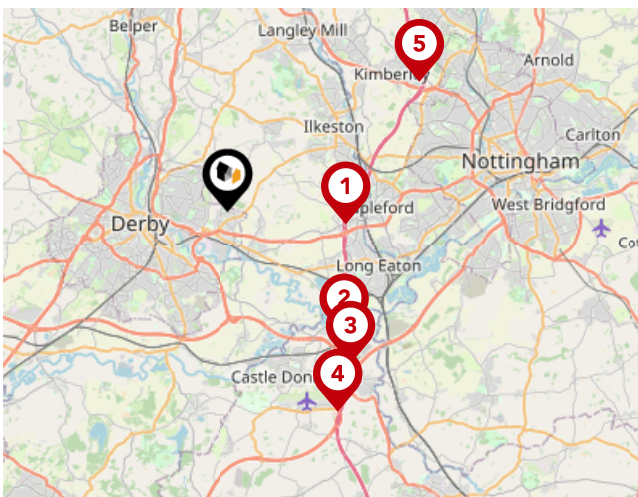 Belper
Langley Mill
5
Arnold
Kimberley
Ilkeston
Carlton
Nottingham
1
pleford
West Bridgford
Derby
Long Eaton
2
3
Castle Don
4